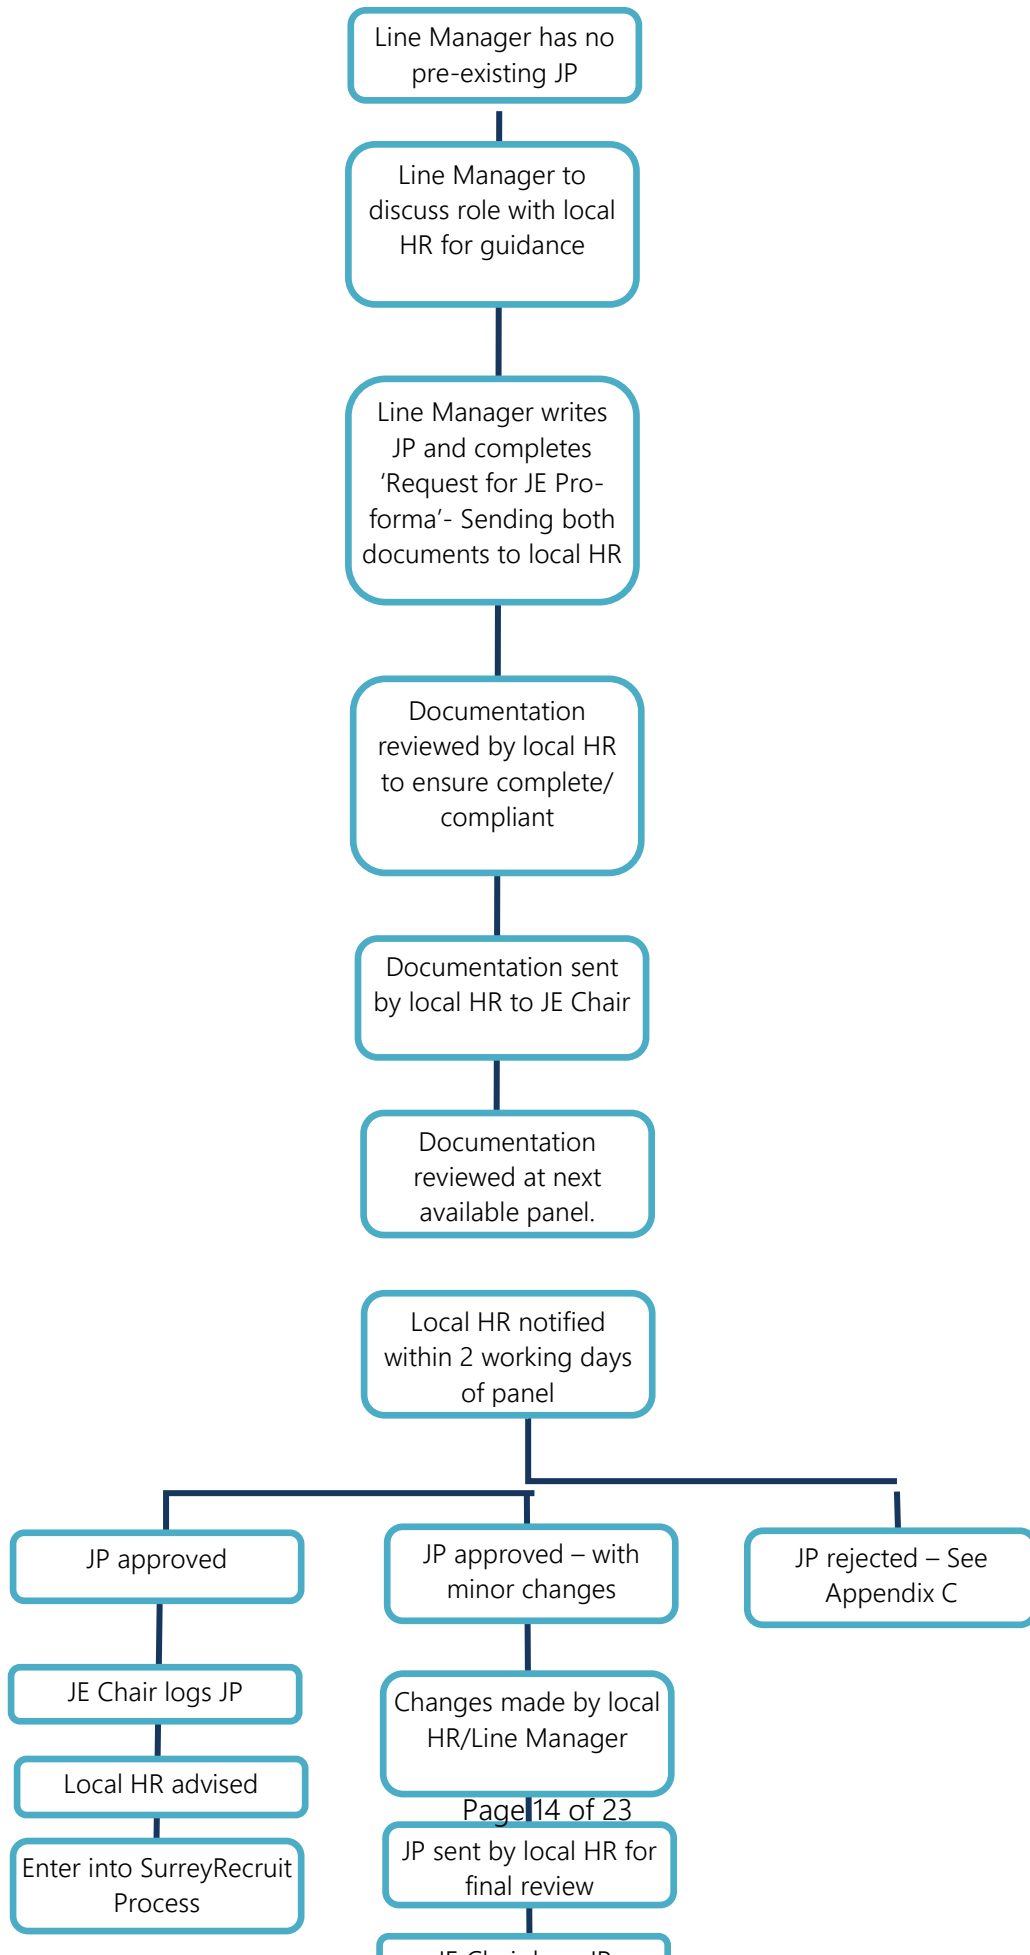 Line Manager has no
pre-existing JP
Line Manager to
discuss role with local
HR for guidance
Line Manager writes
JP and completes
‘Request for JE Pro-
forma’- Sending both
documents to local HR
Documentation
reviewed by local HR
to ensure complete/
compliant
Documentation sent
by local HR to JE Chair
Documentation
reviewed at next
available panel.
Local HR notified
within 2 working days
of panel
JP approved
JE Chair logs JP
Local HR advised
Enter into SurreyRecruit
Process
JP approved – with
minor changes
Changes made by local
HR/Line Manager
Page 14 of 23
JP sent by local HR for
final review
JE Chair logs JP
JP rejected – See
Appendix C